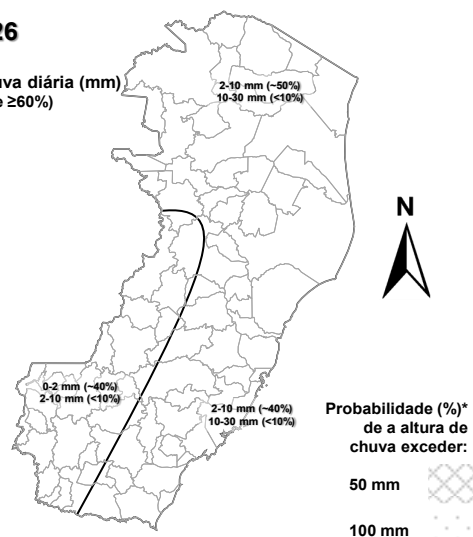 26
uva diária (mm)
e ≥60%)
2-10 mm (~50%)
10-30 mm (<10%)
N
0-2 mm (~40%)
2-10 mm (<10%)
2-10 mm (~40%)
10-30 mm (<10%)
Probabilidade (%)*
de a altura de
chuva exceder:
50 mm
100 mm